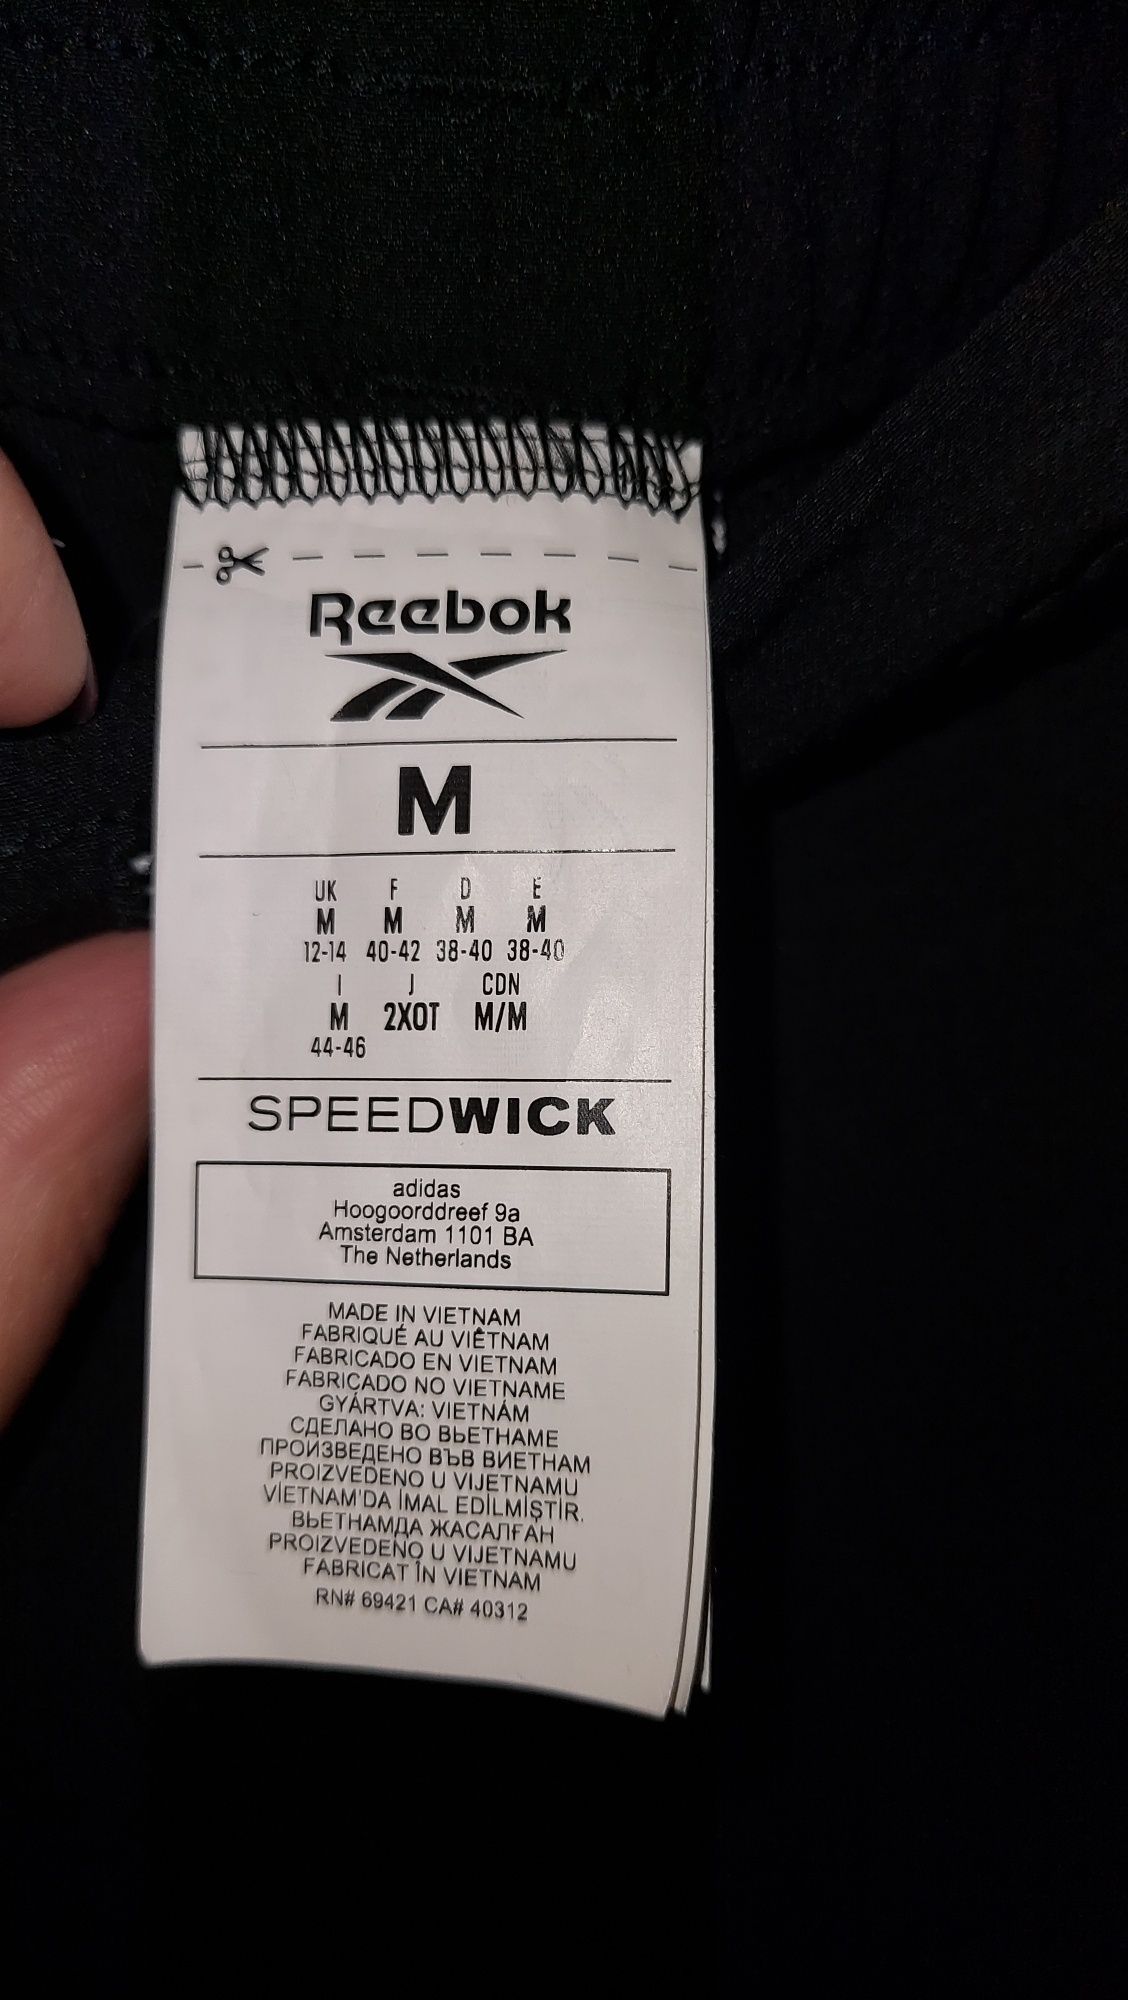 Reebok
M
UK F D E
M M M M
12-14 40-42 38-40 38-40
I J CDN
M 2XOT M/M
44-46
SPEEDWICK
adidas
Hoogoorddreef 9a
Amsterdam 1101 BA
The Netherlands
MADE IN VIETNAM
FABRIQUÉ AU VIÊTNAM
FABRICADO EN VIETNAM
FABRICADO NO VIETNAME
GYÁRTVA: VIETNÁM
СДЕЛАНО ВО ВЬЕТНАМЕ
ПРОИЗВЕДЕНО ВЪВ ВИЕТНАМ
PROIZVEDENO U VIJETNAMU
VİETNAM'DA İMAL EDİLMİŞTİR.
ВЬЕТНАМДА ЖАСАЛҒАН
PROIZVEDENO U VIJETNAMU
FABRICAT ÎN VIETNAM
RN# 69421 CA# 40312